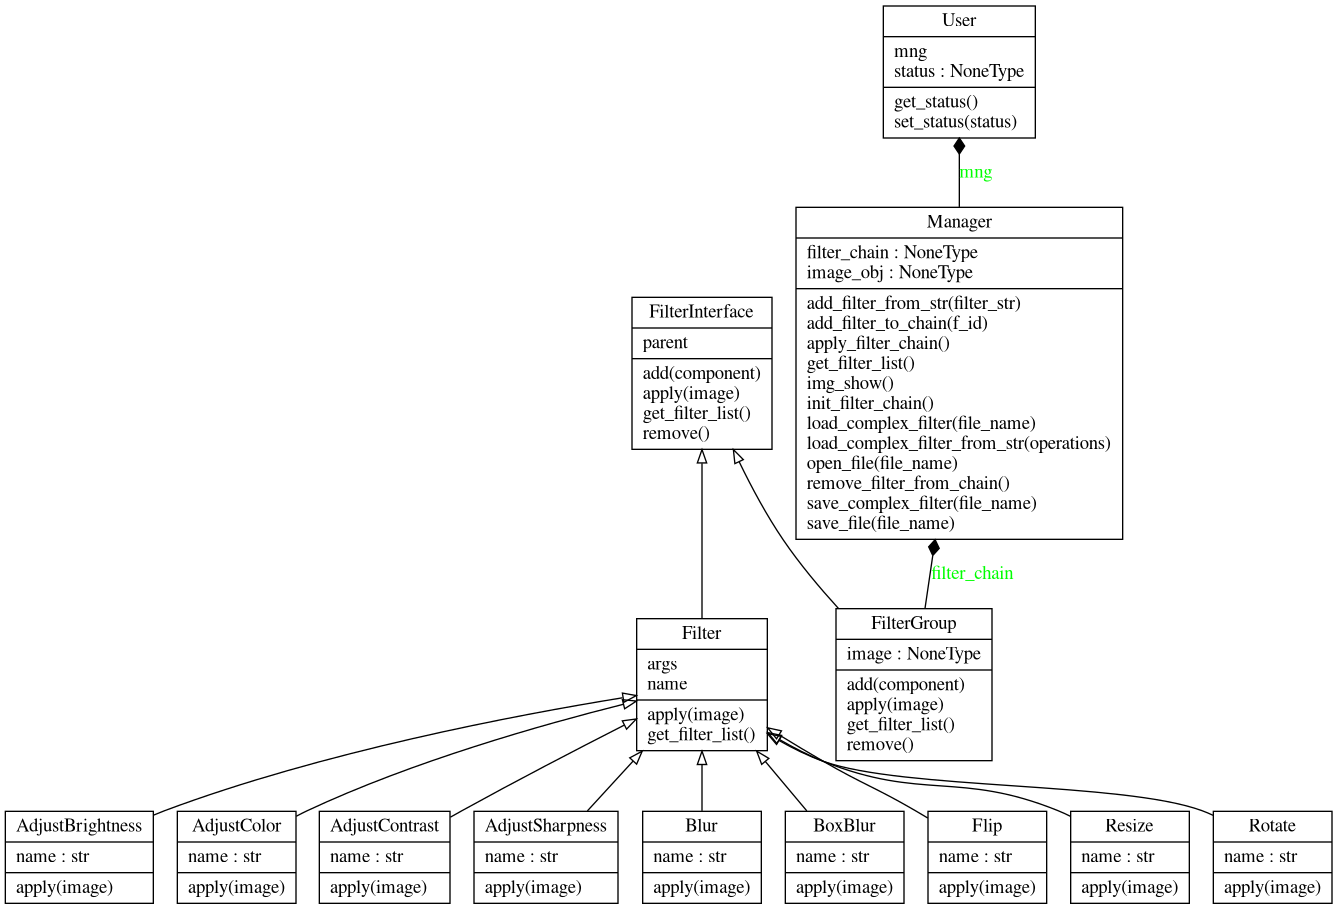 User
mng
status : NoneType
get_status()
set_status(status)
mng
Manager
filter_chain : NoneType
image_obj : NoneType
add_filter_from_str(filter_str)
add_filter_to_chain(f_id)
apply_filter_chain()
get_filter_list()
img_show()
init_filter_chain()
load_complex_filter(file_name)
load_complex_filter_from_str(operations)
open_file(file_name)
remove_filter_from_chain()
save_complex_filter(file_name)
save_file(file_name)
FilterInterface
parent
add(component)
apply(image)
get_filter_list()
remove()
filter_chain
Filter
args
name
apply(image)
get_filter_list()
FilterGroup
image : NoneType
add(component)
apply(image)
get_filter_list()
remove()
AdjustBrightness
name : str
apply(image)
AdjustColor
name : str
apply(image)
AdjustContrast
name : str
apply(image)
AdjustSharpness
name : str
apply(image)
Blur
name : str
apply(image)
BoxBlur
name : str
apply(image)
Flip
name : str
apply(image)
Resize
name : str
apply(image)
Rotate
name : str
apply(image)